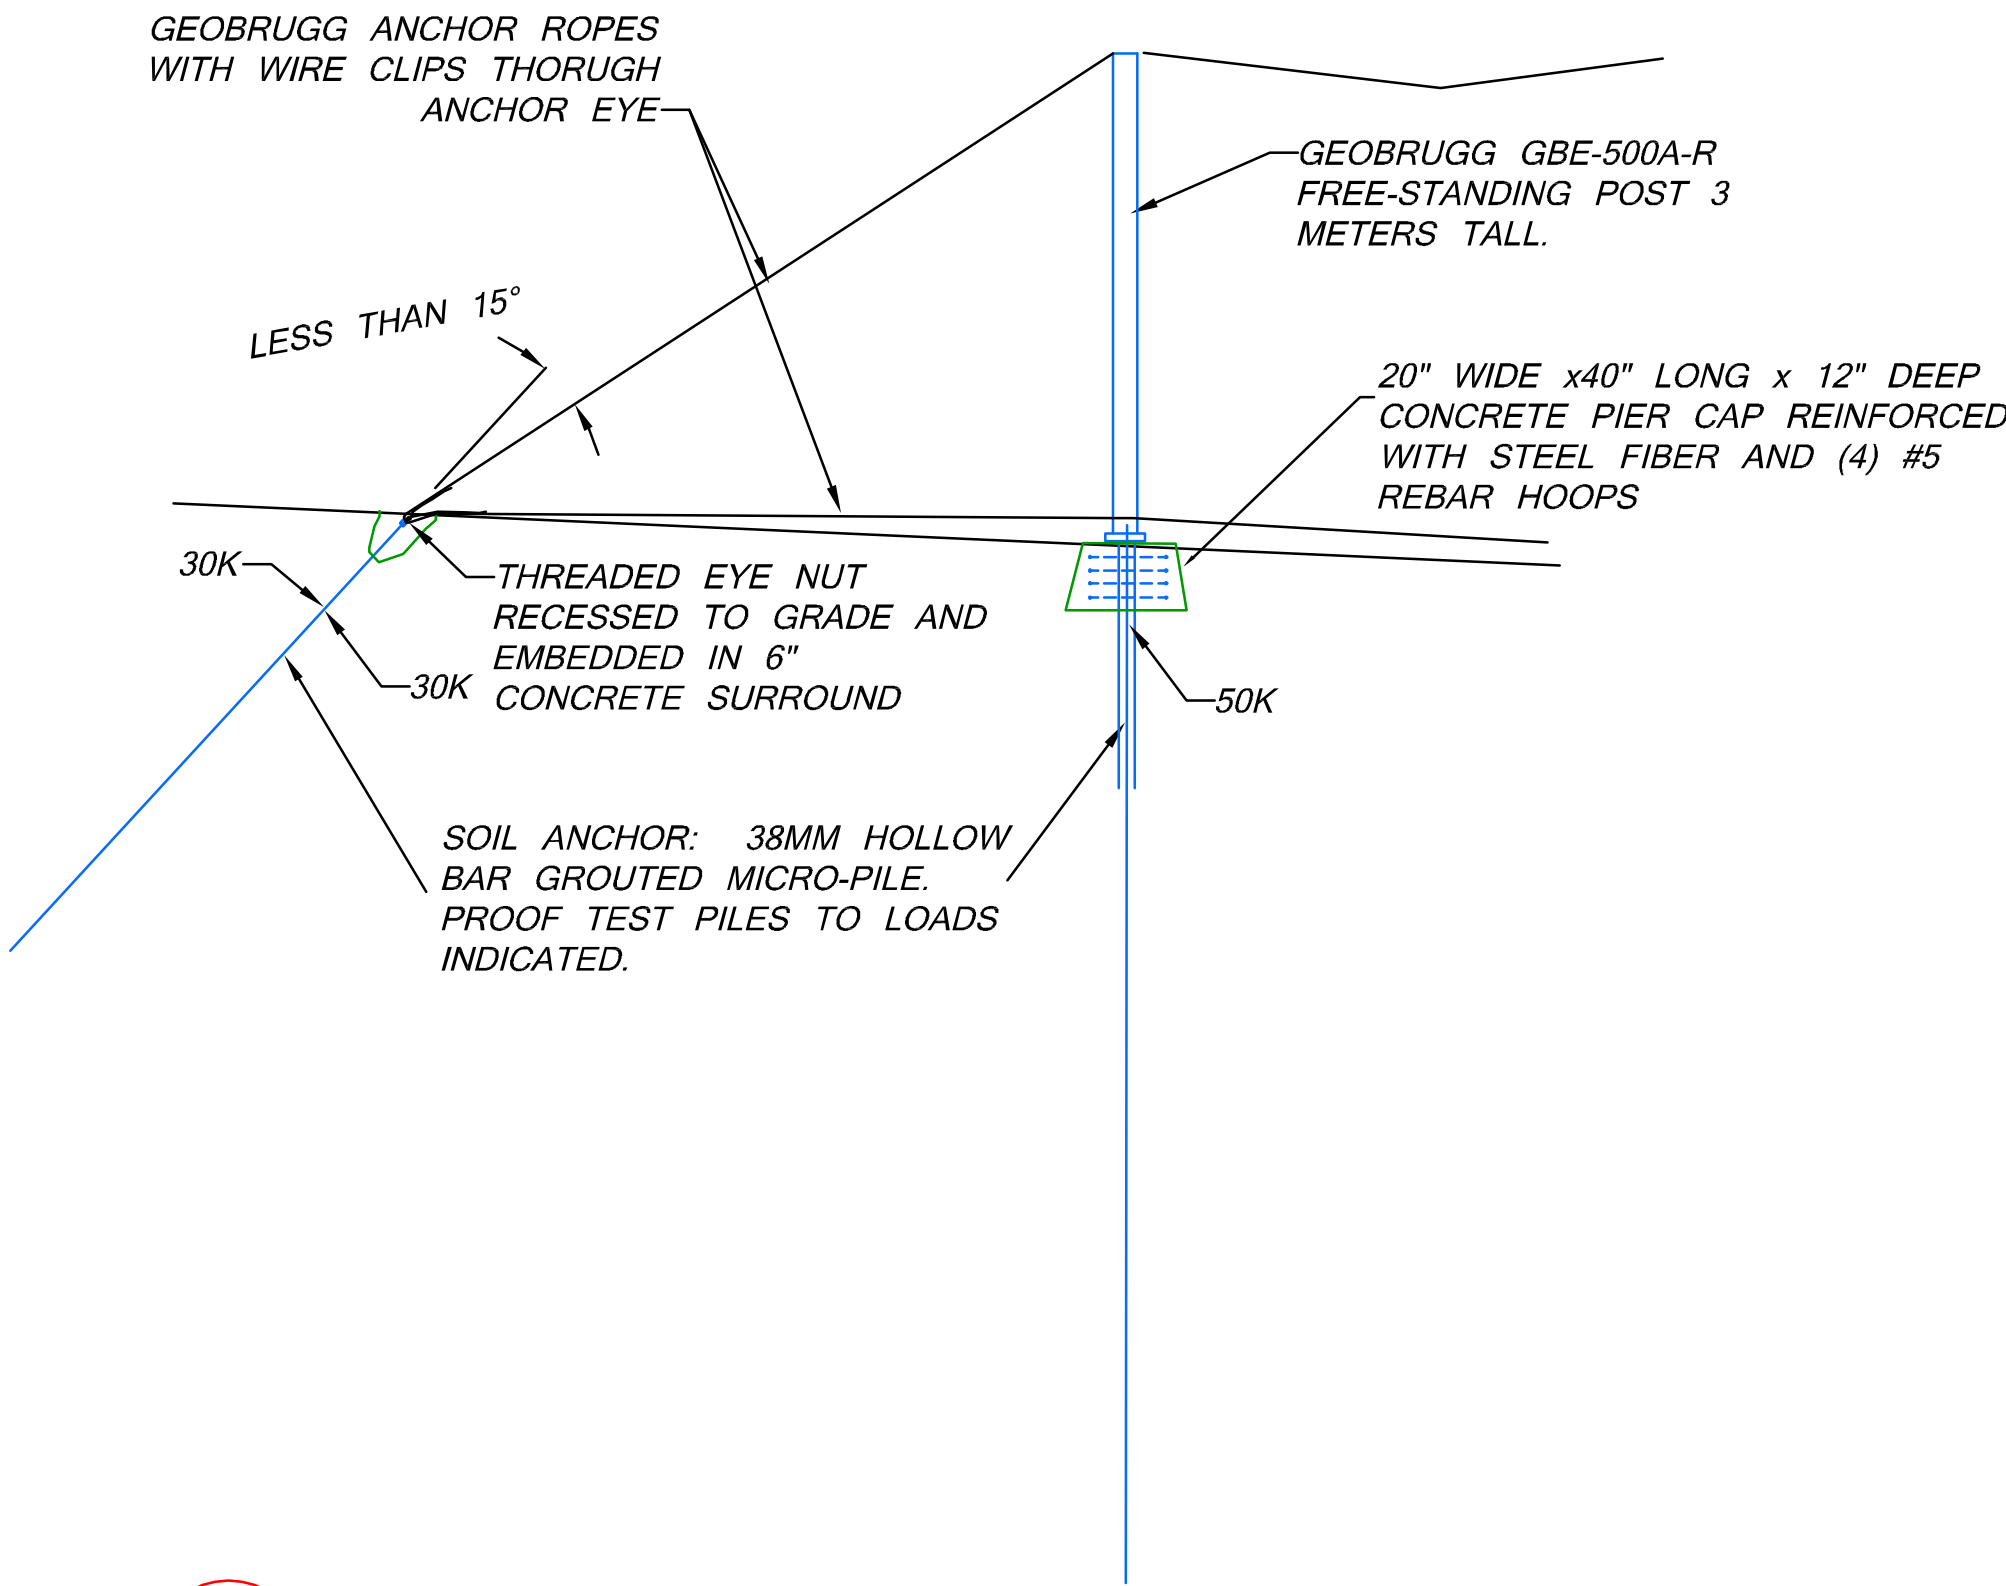 GEOBRUGG ANCHOR ROPES
WITH WIRE CLIPS THORUGH
ANCHOR EYE
GEOBRUGG GBE-500A-R
FREE-STANDING POST 3
METERS TALL.
LESS THAN 15°
20" WIDE x40" LONG x 12" DEEP
CONCRETE PIER CAP REINFORCED
WITH STEEL FIBER AND (4) #5
REBAR HOOPS
30K
THREADED EYE NUT
RECESSED TO GRADE AND
EMBEDDED IN 6"
CONCRETE SURROUND
30K
50K
SOIL ANCHOR: 38MM HOLLOW
BAR GROUTED MICRO-PILE.
PROOF TEST PILES TO LOADS
INDICATED.